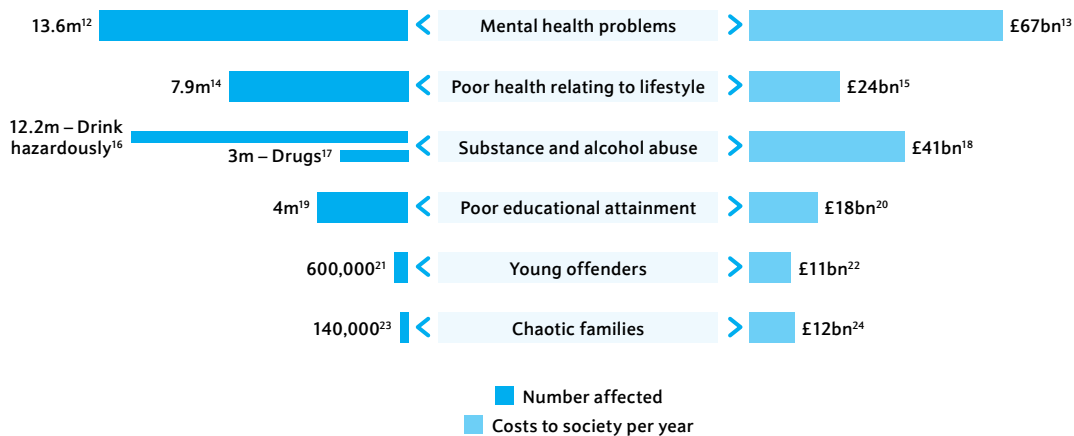 13.6m¹² < Mental health problems > £67bn¹³
7.9m¹⁴ < Poor health relating to lifestyle > £24bn¹⁵
12.2m – Drink
hazardously¹⁶
3m – Drugs¹⁷ < Substance and alcohol abuse > £41bn¹⁸
4m¹⁹ < Poor educational attainment > £18bn²⁰
600,000²¹ < Young offenders > £11bn²²
140,000²³ < Chaotic families > £12bn²⁴
Number affected
Costs to society per year